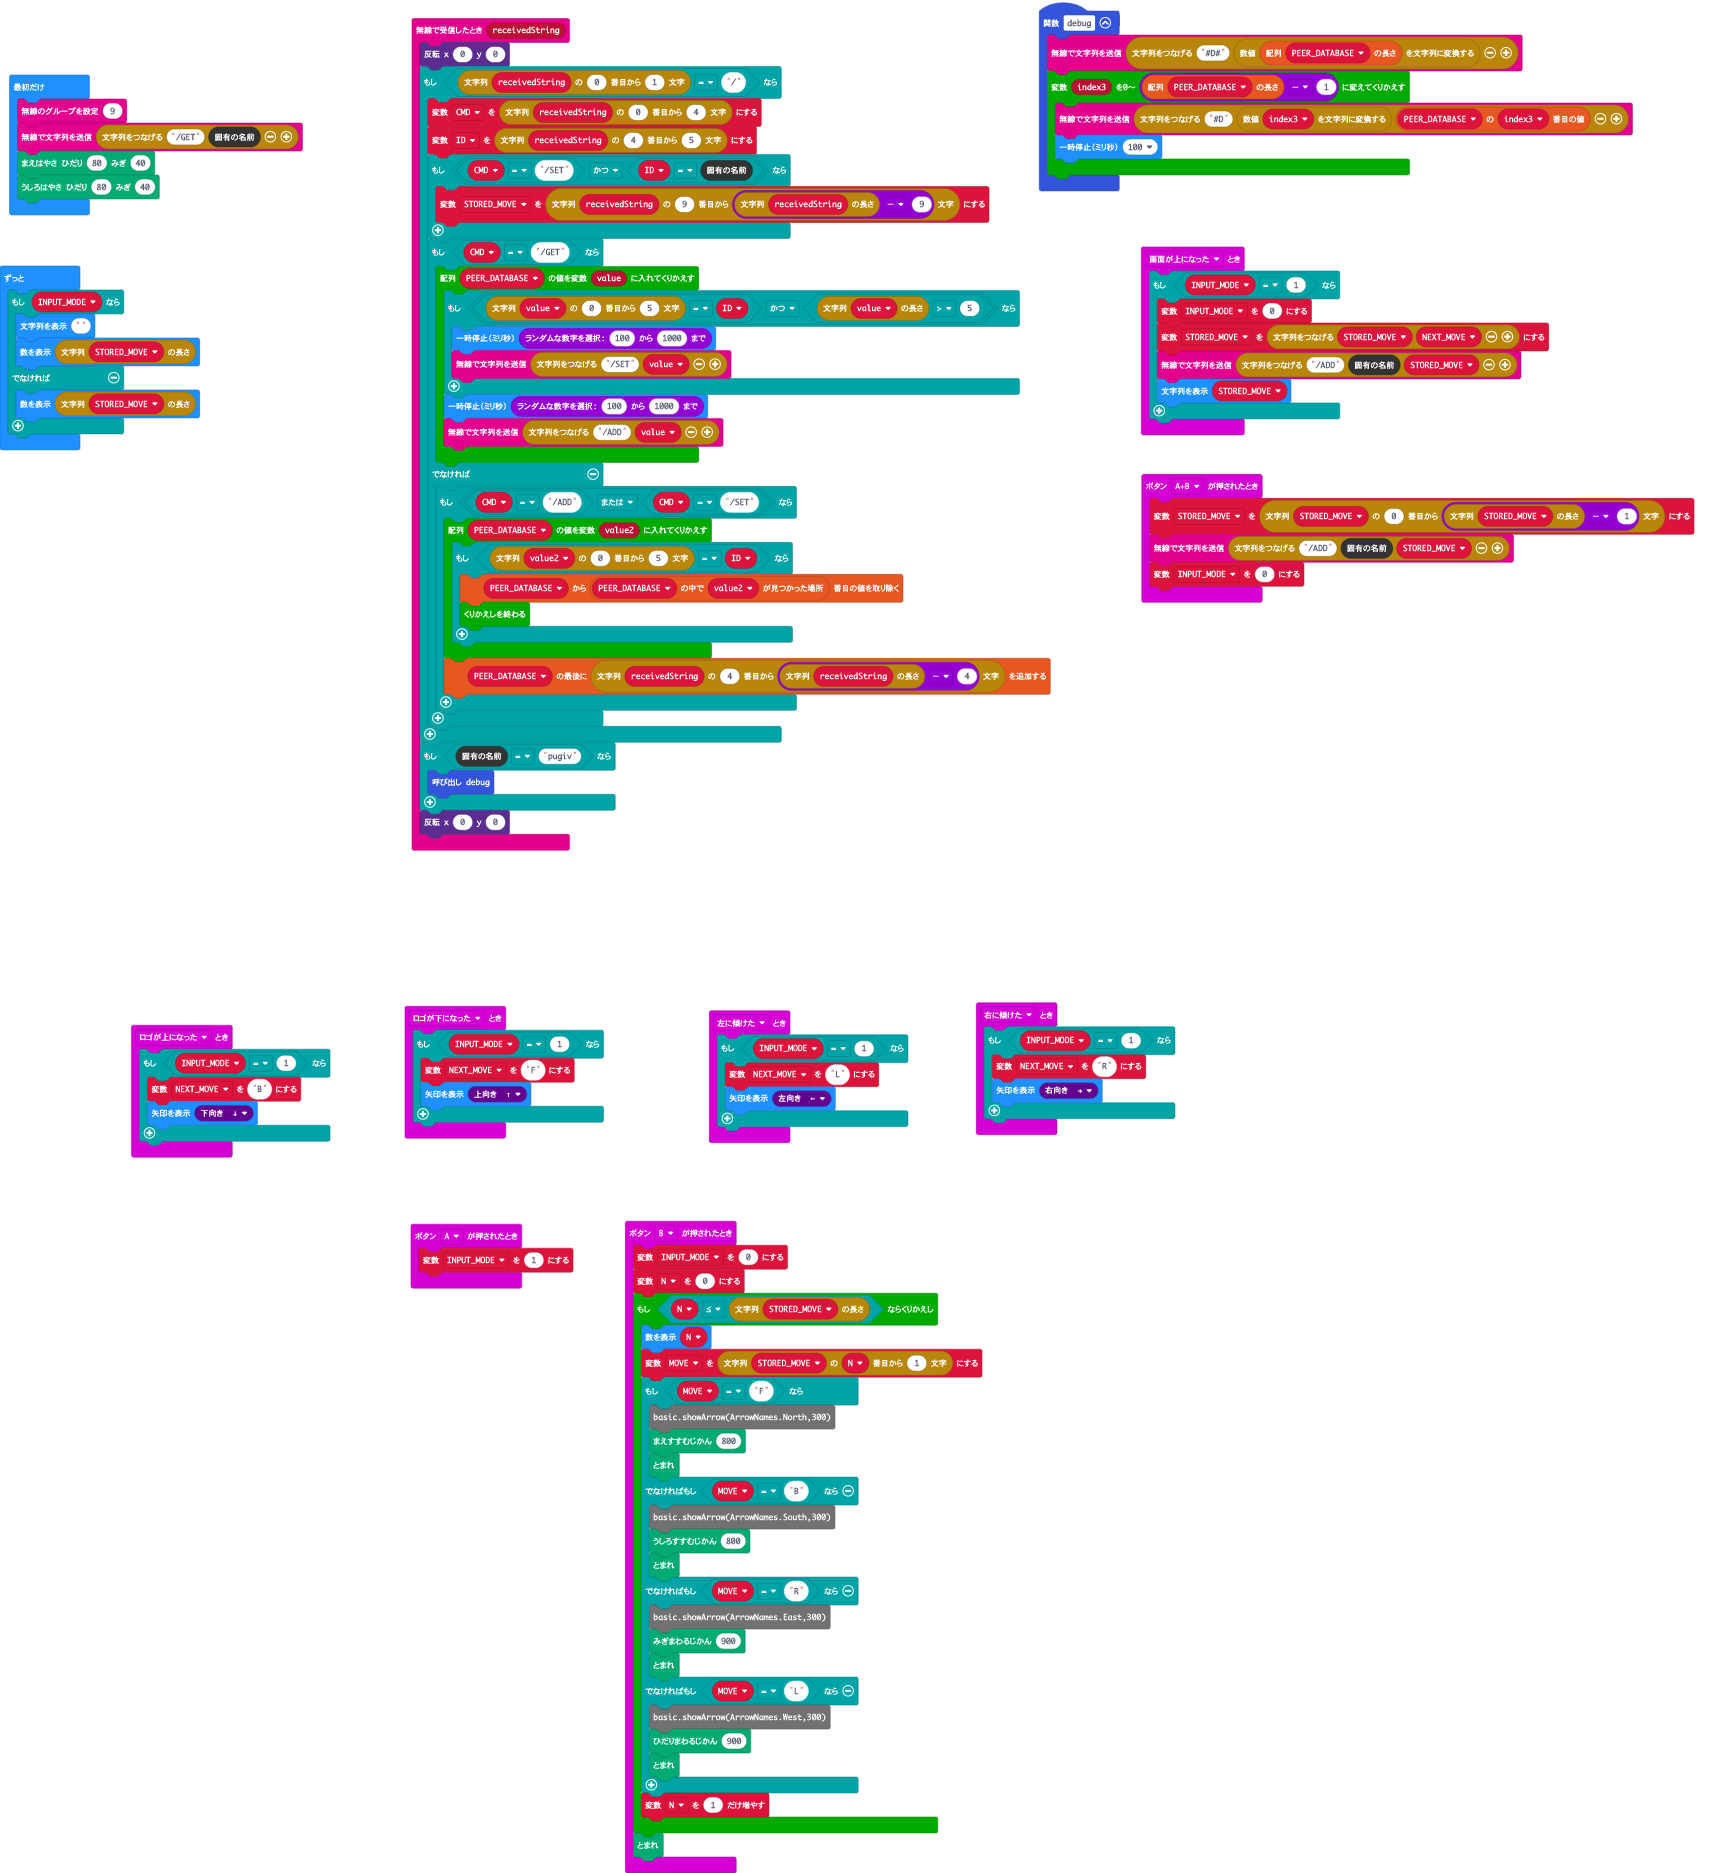 最初だけ
無線のグループを設定 9
無線で文字列を送信 文字列をつなげる "/GET" 固有の名前
まえはやさ ひだり 80 みぎ 40
うしろはやさ ひだり 80 みぎ 40
ずっと
もし INPUT_MODE なら
文字列を表示 " "
数を表示 文字列 STORED_MOVE の長さ
でなければ
数を表示 文字列 STORED_MOVE の長さ
無線で受信したとき receivedString
反転 x 0 y 0
もし 文字列 receivedString の 0 番目から 1 文字 = "/" なら
変数 CMD を 文字列 receivedString の 0 番目から 4 文字 にする
変数 ID を 文字列 receivedString の 4 番目から 5 文字 にする
もし CMD = "/SET" かつ ID = 固有の名前 なら
変数 STORED_MOVE を 文字列 receivedString の 9 番目から 文字列 receivedString の長さ - 9 文字 にする
もし CMD = "/GET" なら
配列 PEER_DATABASE の値を変数 value に入れてくりかえす
もし 文字列 value の 0 番目から 5 文字 = ID かつ 文字列 value の長さ > 5 なら
一時停止(ミリ秒) ランダムな数字を選択: 100 から 1000 まで
無線で文字列を送信 文字列をつなげる "/SET" value
一時停止(ミリ秒) ランダムな数字を選択: 100 から 1000 まで
無線で文字列を送信 文字列をつなげる "/ADD" value
でなければ
もし CMD = "/ADD" または CMD = "/SET" なら
配列 PEER_DATABASE の値を変数 value2 に入れてくりかえす
もし 文字列 value2 の 0 番目から 5 文字 = ID なら
PEER_DATABASE から PEER_DATABASE の中で value2 が見つかった場所 番目の値を取り除く
くりかえしを終わる
PEER_DATABASE の最後に 文字列 receivedString の 4 番目から 文字列 receivedString の長さ - 4 文字 を追加する
もし 固有の名前 = "pugiv" なら
呼び出し debug
反転 x 0 y 0
関数 debug
無線で文字列を送信 文字列をつなげる "#D#" 数値 配列 PEER_DATABASE の長さ を文字列に変換する
変数 index3 を0〜 配列 PEER_DATABASE の長さ - 1 に変えてくりかえす
無線で文字列を送信 文字列をつなげる "#D" 数値 index3 を文字列に変換する PEER_DATABASE の index3 番目の値
一時停止(ミリ秒) 100
画面が上になった とき
もし INPUT_MODE = 1 なら
変数 INPUT_MODE を 0 にする
変数 STORED_MOVE を 文字列をつなげる STORED_MOVE NEXT_MOVE にする
無線で文字列を送信 文字列をつなげる "/ADD" 固有の名前 STORED_MOVE
文字列を表示 STORED_MOVE
ボタン A+B が押されたとき
変数 STORED_MOVE を 文字列 STORED_MOVE の 0 番目から 文字列 STORED_MOVE の長さ - 1 文字 にする
無線で文字列を送信 文字列をつなげる "/ADD" 固有の名前 STORED_MOVE
変数 INPUT_MODE を 0 にする
ロゴが上になった とき
もし INPUT_MODE = 1 なら
変数 NEXT_MOVE を "B" にする
矢印を表示 下向き ↓
ロゴが下になった とき
もし INPUT_MODE = 1 なら
変数 NEXT_MOVE を "F" にする
矢印を表示 上向き ↑
左に傾けた とき
もし INPUT_MODE = 1 なら
変数 NEXT_MOVE を "L" にする
矢印を表示 左向き ←
右に傾けた とき
もし INPUT_MODE = 1 なら
変数 NEXT_MOVE を "R" にする
矢印を表示 右向き →
ボタン A が押されたとき
変数 INPUT_MODE を 1 にする
ボタン B が押されたとき
変数 INPUT_MODE を 0 にする
変数 N を 0 にする
もし N ≤ 文字列 STORED_MOVE の長さ ならくりかえし
数を表示 N
変数 MOVE を 文字列 STORED_MOVE の N 番目から 1 文字 にする
もし MOVE = "F" なら
basic.showArrow(ArrowNames.North,300)
まえすすむじかん 800
とまれ
でなければもし MOVE = "B" なら
basic.showArrow(ArrowNames.South,300)
うしろすすむじかん 800
とまれ
でなければもし MOVE = "R" なら
basic.showArrow(ArrowNames.East,300)
みぎまわるじかん 900
とまれ
でなければもし MOVE = "L" なら
basic.showArrow(ArrowNames.West,300)
ひだりまわるじかん 900
とまれ
変数 N を 1 だけ増やす
とまれ